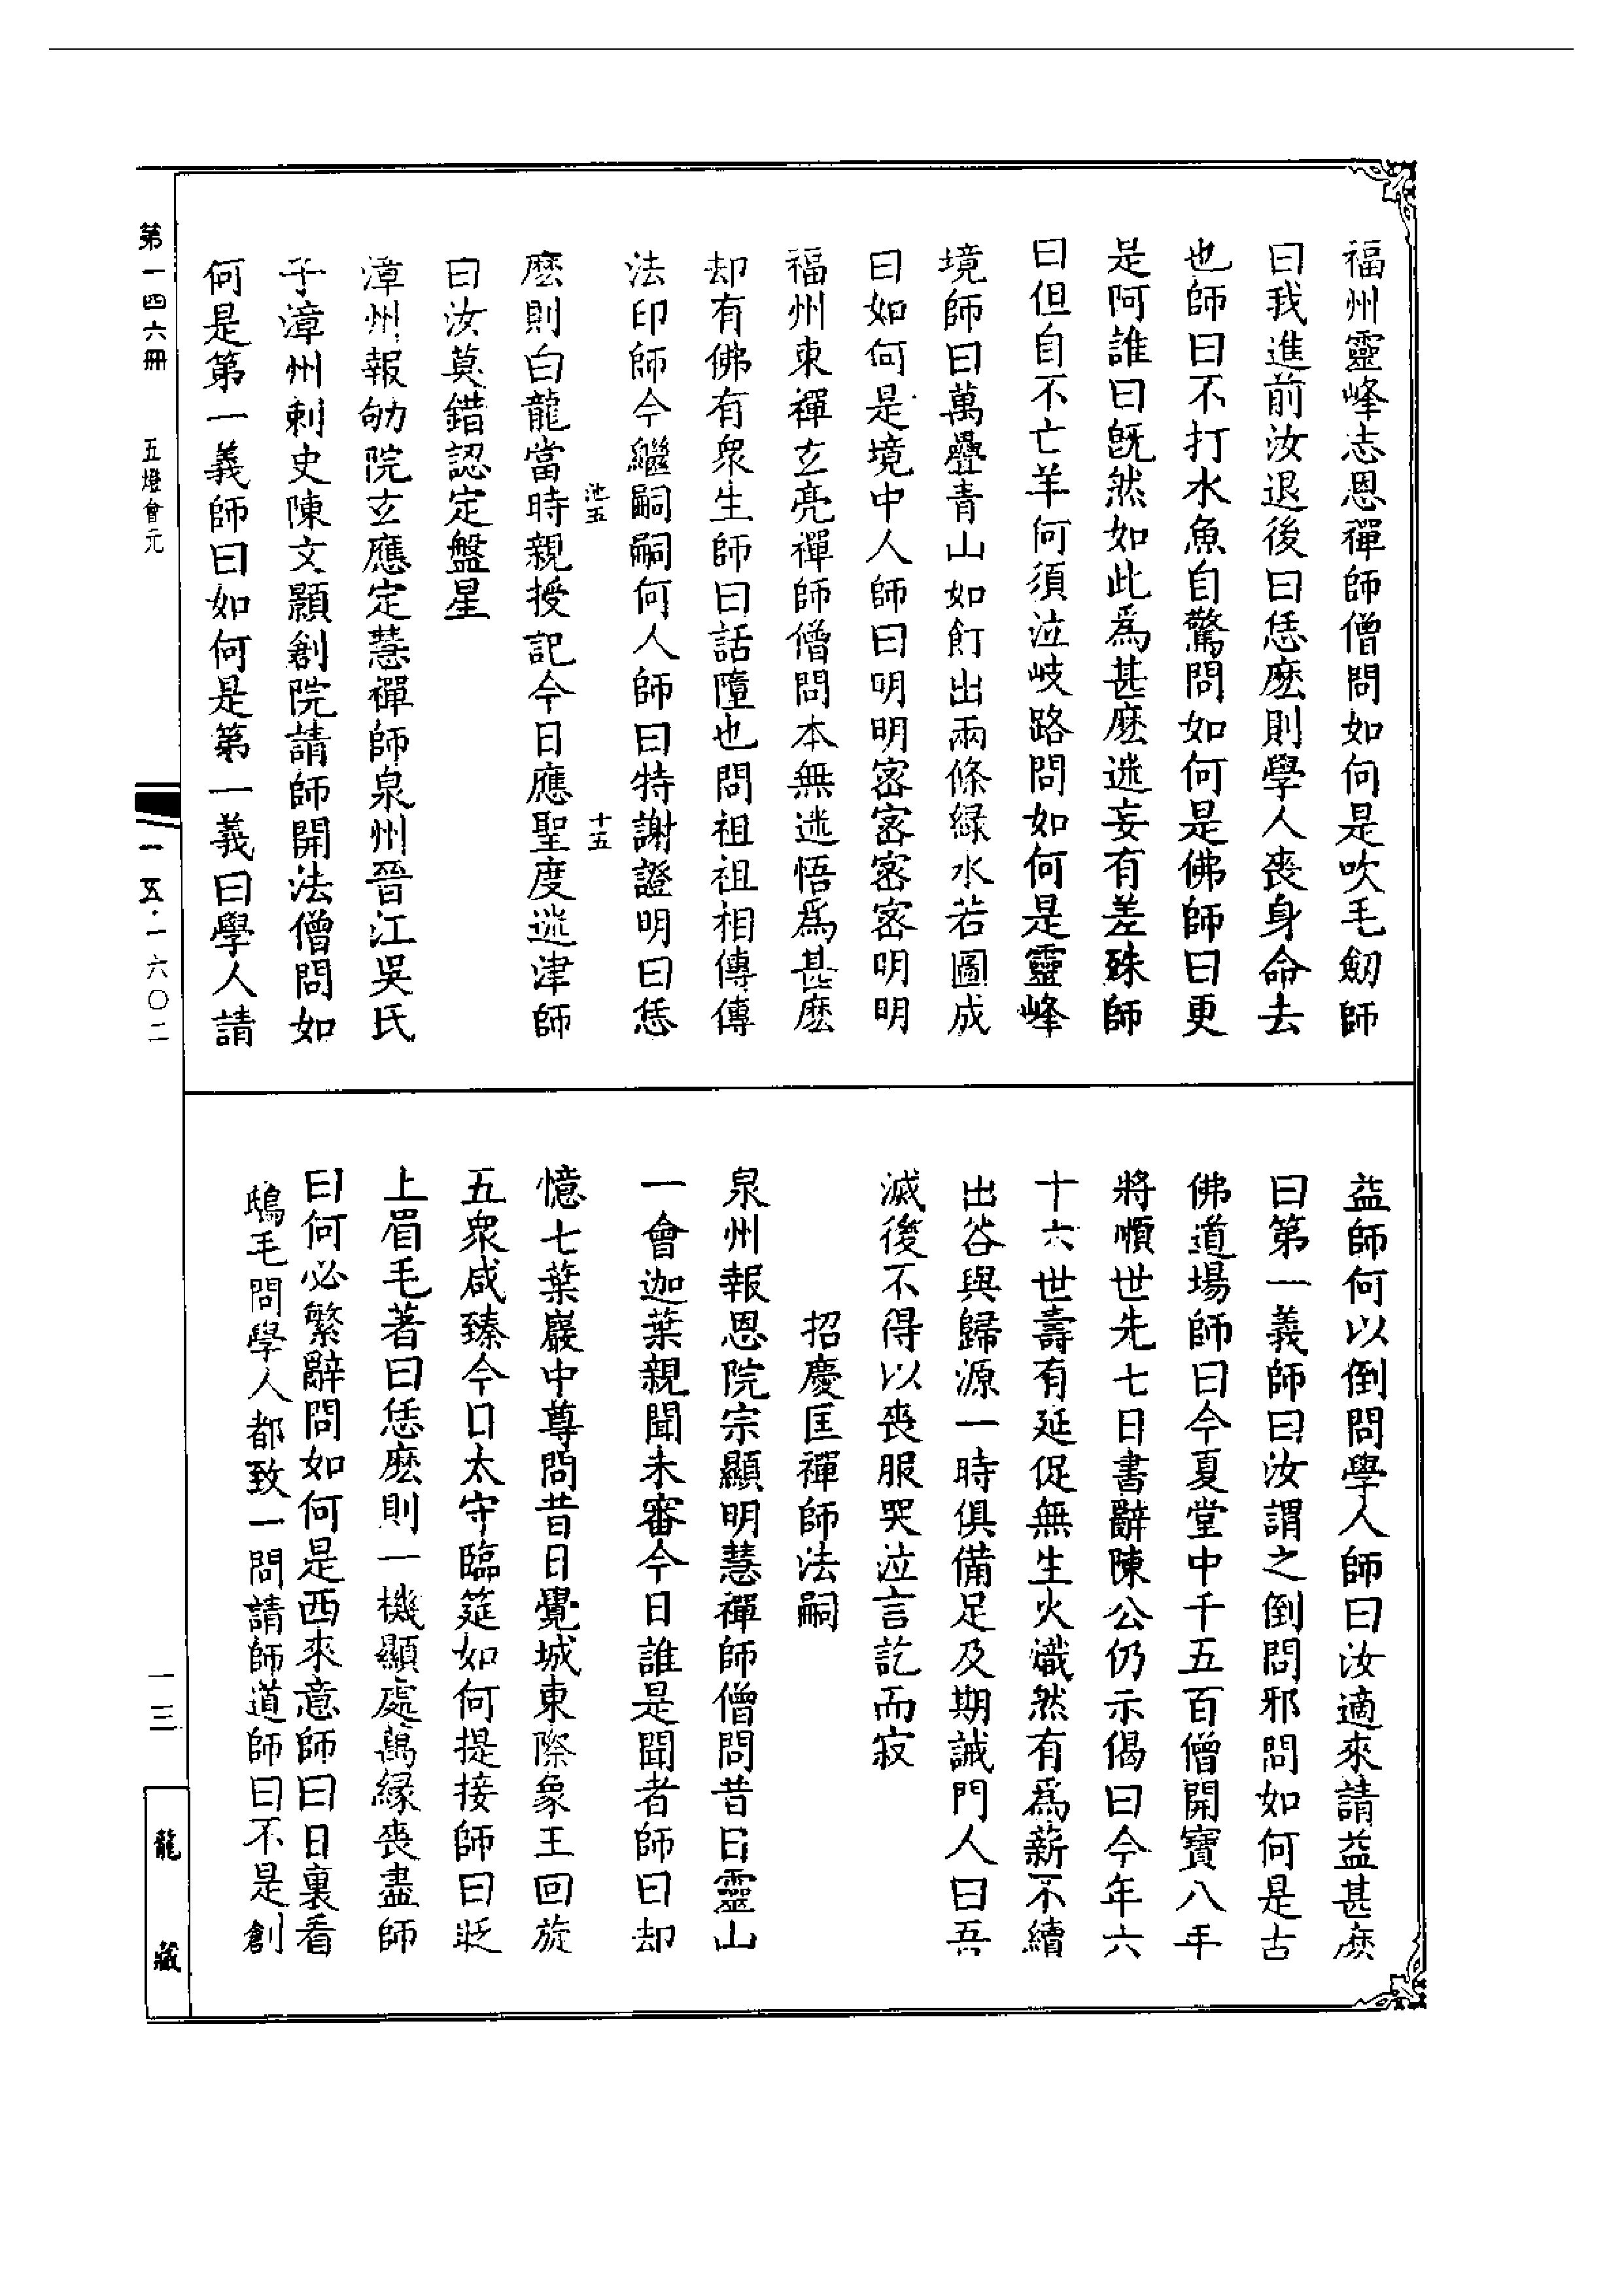 福州靈峰志恩禪師僧問如何是吹毛劒師
曰我進前汝退後曰恁麽則學人喪身命去
也師曰不打水魚自驚問如何是佛師曰更
是阿誰曰旣然如此爲甚麽迷妄有差殊師
曰但自不亡羊何須泣岐路問如何是靈峰
境師曰萬疊青山如飣出兩條緑水若圖成
曰如何是境中人師曰明明密密密密明明
福州東禪玄亮禪師僧問本無迷悟爲甚麽
却有佛有衆生師曰話墮也問祖祖相傳傳
法印師今繼嗣嗣何人師曰特謝證明曰恁
池五
十五
麽則白龍當時親授記今日應聖度迷津師
曰汝莫錯認定盤星
漳州報劬院玄應定慧禪師泉州晉江吳氏
子漳州刺史陳文顥創院請師開法僧問如
何是第一義師曰如何是第一義曰學人請
第一四六冊
五燈會元
一五·一六〇二
益師何以倒問學人師曰汝適來請益甚麽
曰第一義師曰汝謂之倒問邪問如何是古
佛道場師曰今夏堂中千五百僧開寶八年
將順世先七日書辭陳公仍示偈曰今年六
十六世壽有延促無生火熾然有爲薪不續
出谷與歸源一時俱備足及期誡門人曰吾
滅後不得以喪服哭泣言訖而寂
招慶匡禪師法嗣
泉州報恩院宗顯明慧禪師僧問昔日靈山
一會迦葉親聞未審今日誰是聞者師曰却
憶七葉巖中尊問昔日覺城東際象王回旋
五衆咸臻今日太守臨筵如何提接師曰眨
上眉毛著曰恁麽則一機顯處萬緣喪盡師
曰何必繁辭問如何是西來意師曰日裏看
鴟毛問學人都致一問請師道師曰不是創
一三
龍藏